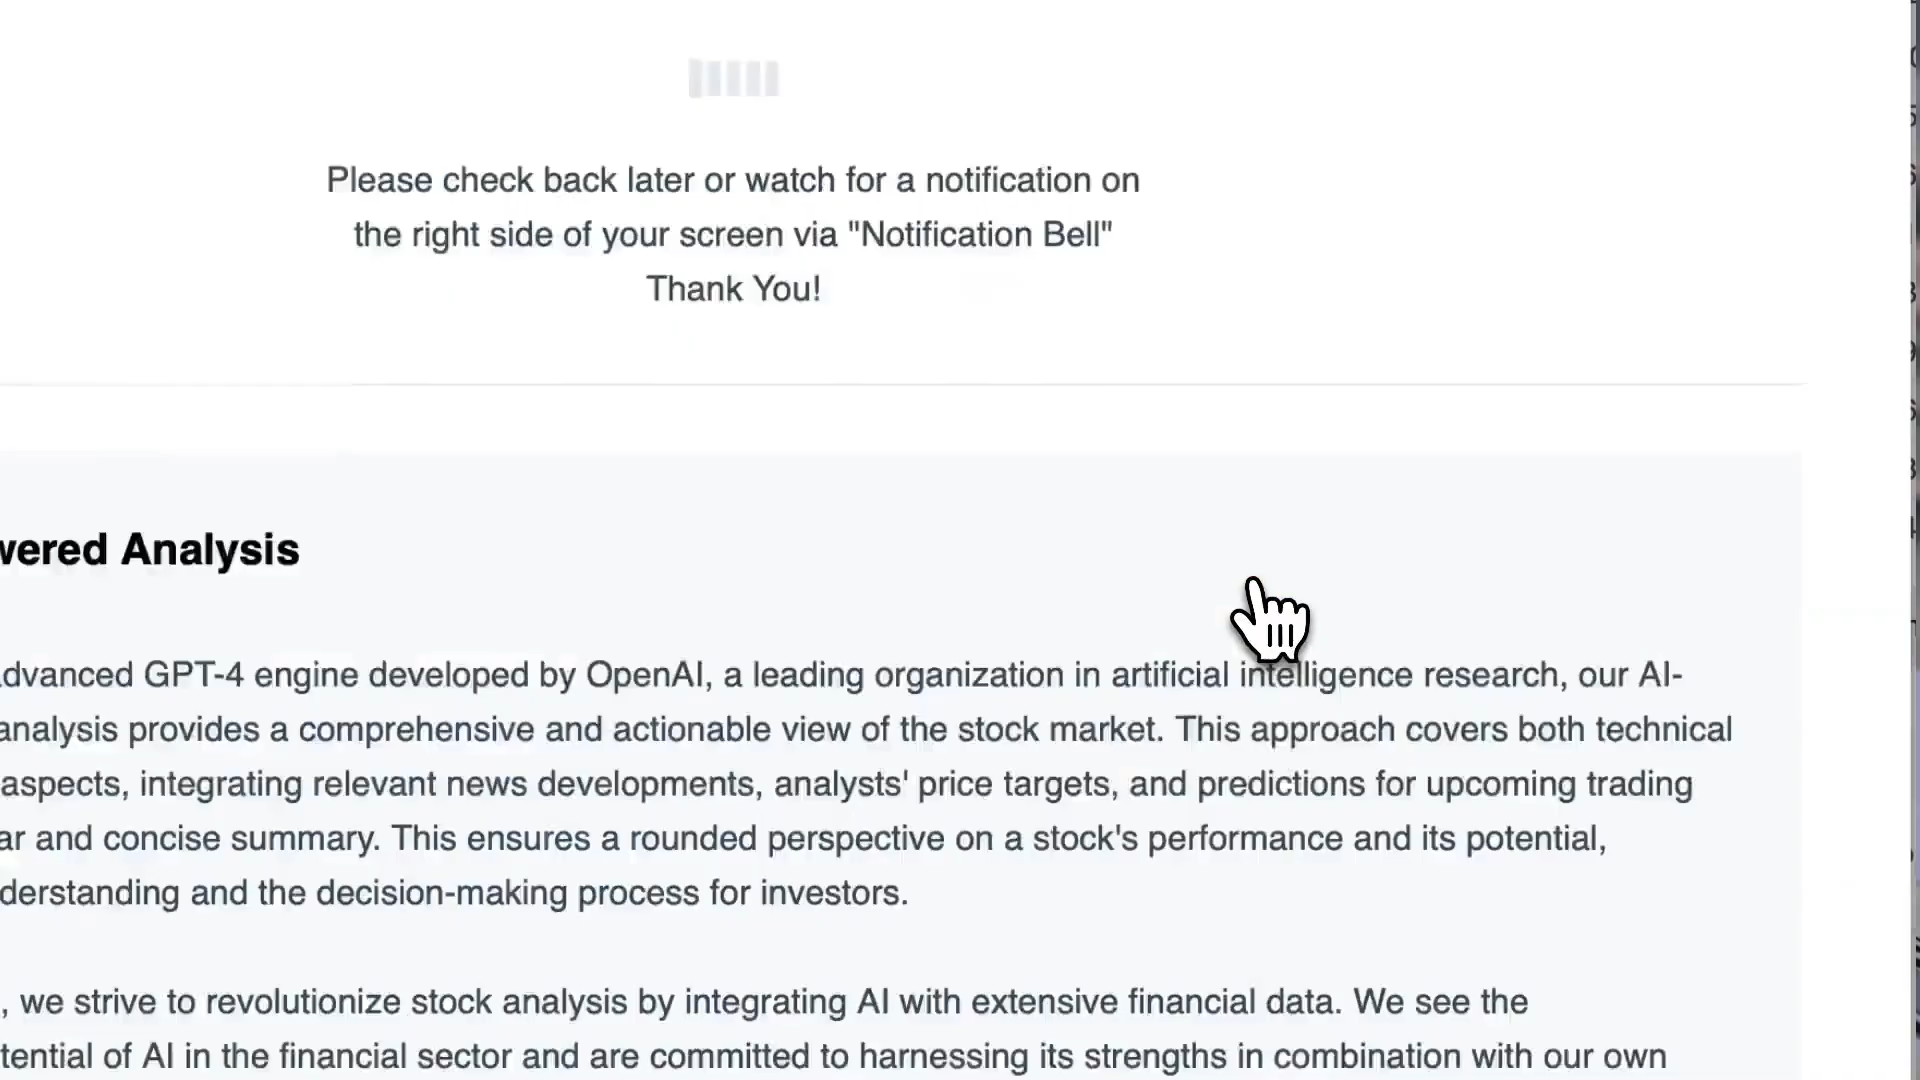 Please check back later or watch for a notification on
the right side of your screen via "Notification Bell"
Thank You!
wered Analysis
dvanced GPT-4 engine developed by OpenAI, a leading organization in artificial intelligence research, our AI-
analysis provides a comprehensive and actionable view of the stock market. This approach covers both technical
aspects, integrating relevant news developments, analysts' price targets, and predictions for upcoming trading
ar and concise summary. This ensures a rounded perspective on a stock's performance and its potential,
derstanding and the decision-making process for investors.
, we strive to revolutionize stock analysis by integrating AI with extensive financial data. We see the
tential of AI in the financial sector and are committed to harnessing its strengths in combination with our own